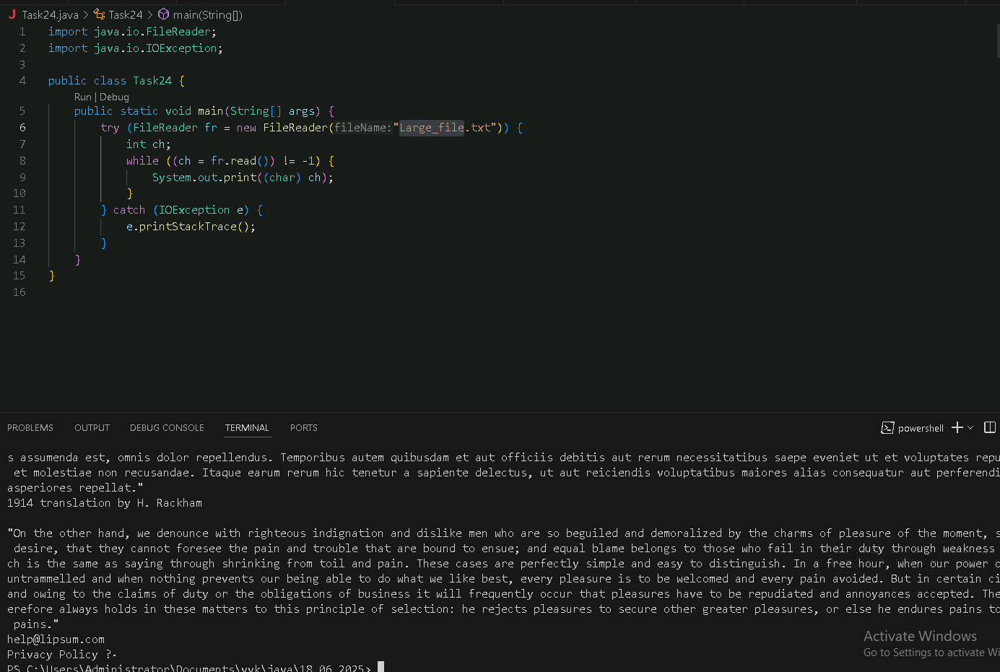 Task24.java > Task24 > main(String[])
1 import java.io.FileReader;
2 import java.io.IOException;
3
4 public class Task24 {
Run | Debug
5 public static void main(String[] args) {
6 try (FileReader fr = new FileReader(fileName:"Large_file.txt")) {
7 int ch;
8 while ((ch = fr.read()) != -1) {
9 System.out.print((char) ch);
10 }
11 } catch (IOException e) {
12 e.printStackTrace();
13 }
14 }
15 }
16
PROBLEMS OUTPUT DEBUG CONSOLE TERMINAL PORTS powershell
s assumenda est, omnis dolor repellendus. Temporibus autem quibusdam et aut officiis debitis aut rerum necessitatibus saepe eveniet ut et voluptates repu
et molestiae non recusandae. Itaque earum rerum hic tenetur a sapiente delectus, ut aut reiciendis voluptatibus maiores alias consequatur aut perferendi
asperiores repellat."
1914 translation by H. Rackham
"On the other hand, we denounce with righteous indignation and dislike men who are so beguiled and demoralized by the charms of pleasure of the moment, s
desire, that they cannot foresee the pain and trouble that are bound to ensue; and equal blame belongs to those who fail in their duty through weakness
ch is the same as saying through shrinking from toil and pain. These cases are perfectly simple and easy to distinguish. In a free hour, when our power o
untrammelled and when nothing prevents our being able to do what we like best, every pleasure is to be welcomed and every pain avoided. But in certain ci
and owing to the claims of duty or the obligations of business it will frequently occur that pleasures have to be repudiated and annoyances accepted. The
erefore always holds in these matters to this principle of selection: he rejects pleasures to secure other greater pleasures, or else he endures pains to
pains."
help@lipsum.com
Privacy Policy ?·
PS C:\Users\Administrator\Documents\vvk\java\18.06.2025>
Activate Windows
Go to Settings to activate Wi